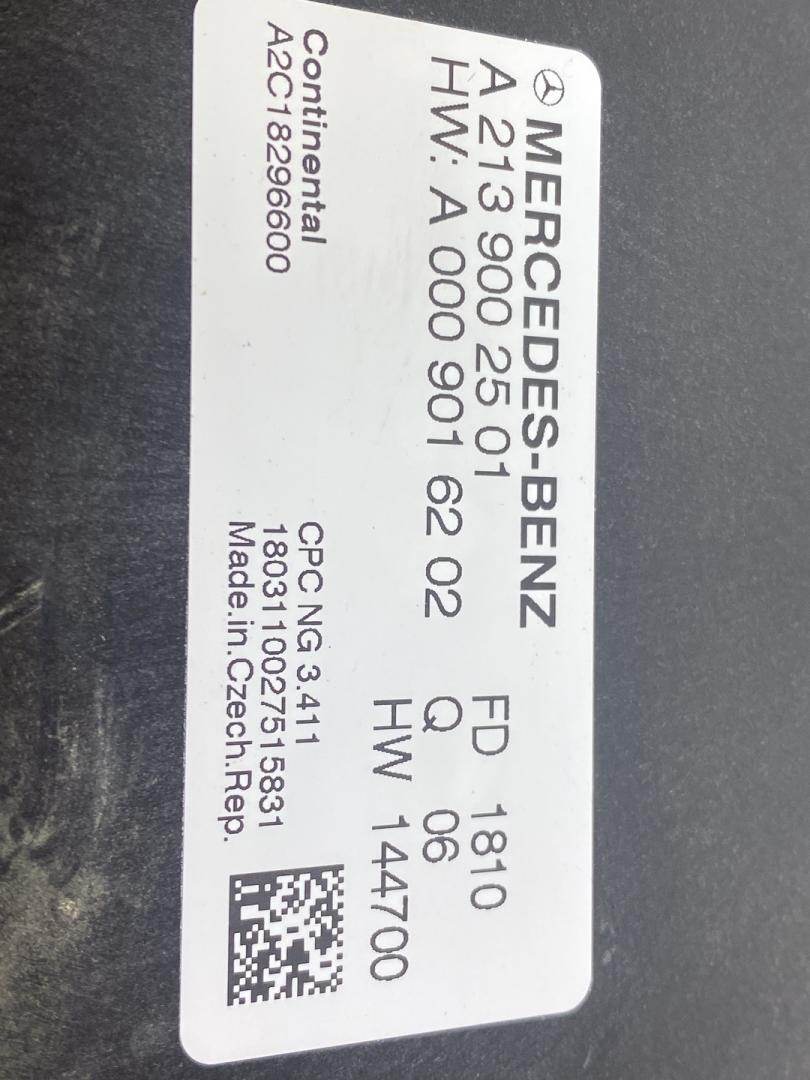 MERCEDES-BENZ
A 213 900 25 01 FD 1810
HW: A 000 901 62 02 Q 06
HW 144700
Continental CPC NG 3.411
A2C18296600 1803110027515831
Made.in.Czech.Rep.